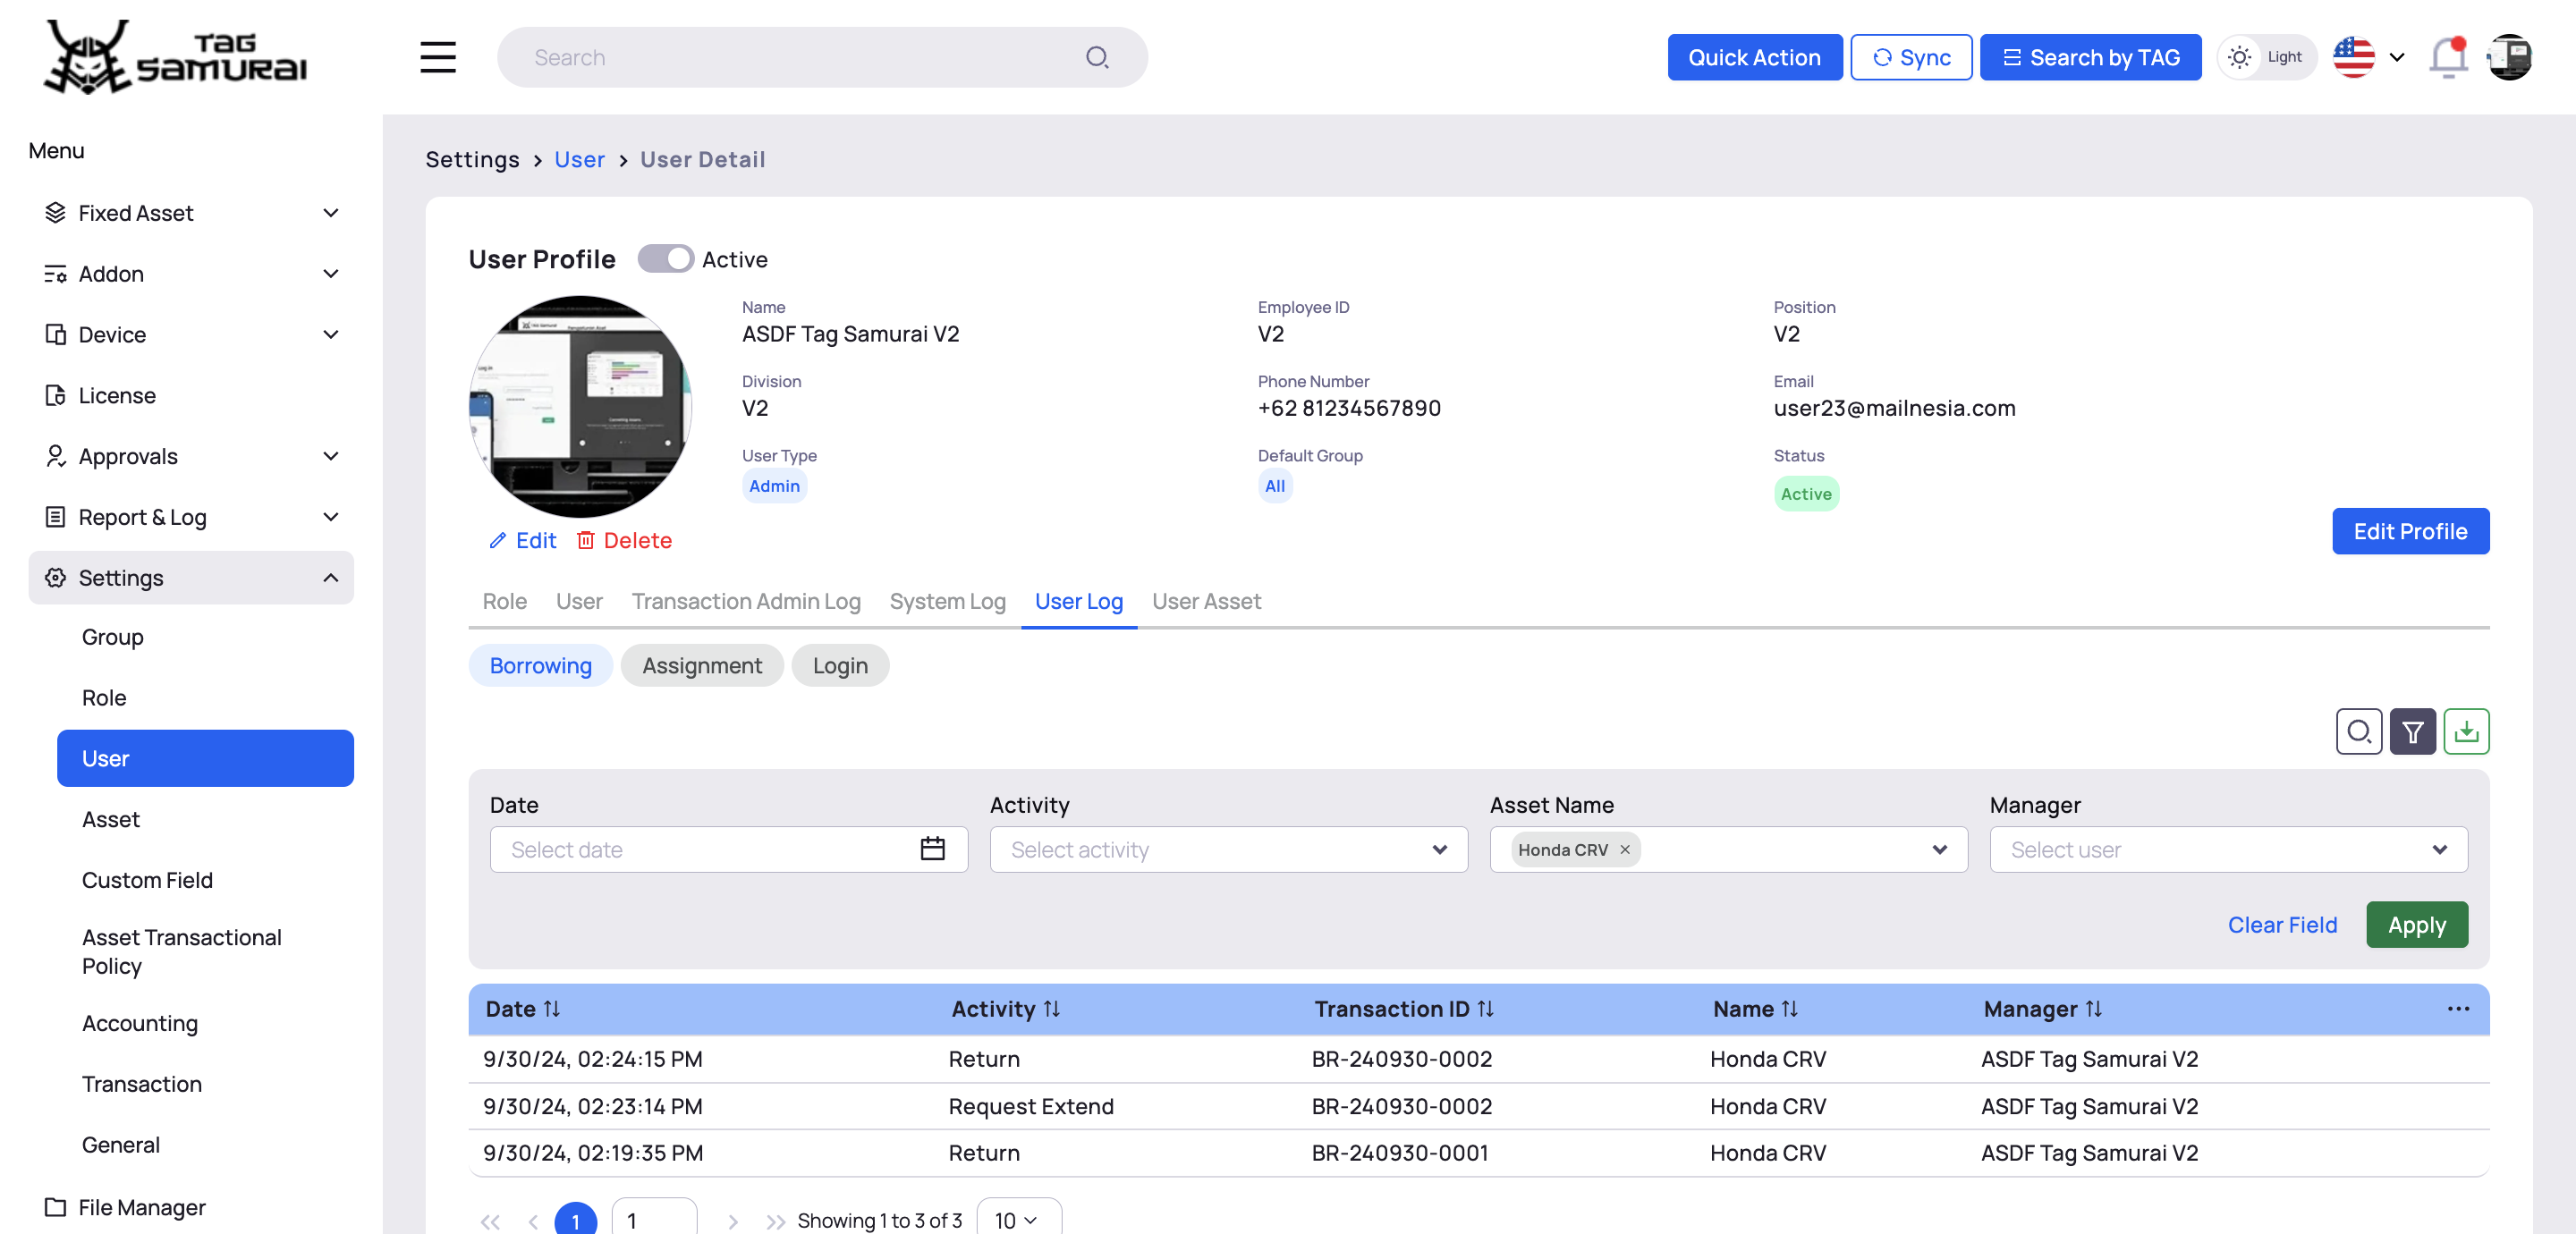 TAG SAMURAI
Search
Quick Action
Sync
Search by TAG
Light
Menu
Fixed Asset
Addon
Device
License
Approvals
Report & Log
Settings
Group
Role
User
Asset
Custom Field
Asset Transactional
Policy
Accounting
Transaction
General
File Manager
Settings > User > User Detail
User Profile Active
Name
ASDF Tag Samurai V2
Employee ID
V2
Position
V2
Division
V2
Phone Number
+62 81234567890
Email
user23@mailnesia.com
User Type
Admin
Default Group
All
Status
Active
Edit Delete
Edit Profile
Role User Transaction Admin Log System Log User Log User Asset
Borrowing Assignment Login
Date
Select date
Activity
Select activity
Asset Name
Honda CRV
Manager
Select user
Clear Field
Apply
Date Activity Transaction ID Name Manager
9/30/24, 02:24:15 PM Return BR-240930-0002 Honda CRV ASDF Tag Samurai V2
9/30/24, 02:23:14 PM Request Extend BR-240930-0002 Honda CRV ASDF Tag Samurai V2
9/30/24, 02:19:35 PM Return BR-240930-0001 Honda CRV ASDF Tag Samurai V2
1 1 Showing 1 to 3 of 3 10